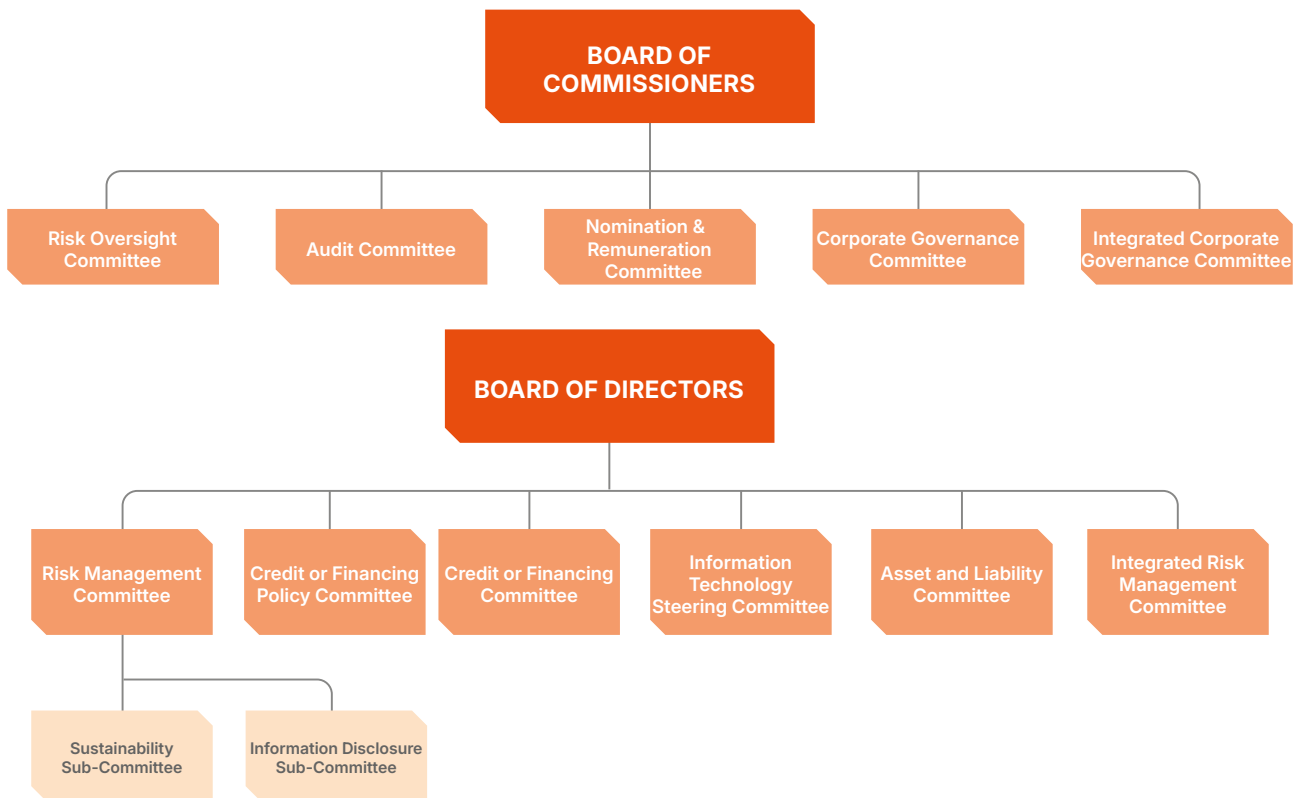 BOARD OF
COMMISSIONERS
Risk Oversight
Committee
Audit Committee
Nomination &
Remuneration
Committee
Corporate Governance
Committee
Integrated Corporate
Governance Committee
BOARD OF DIRECTORS
Risk Management
Committee
Credit or Financing
Policy Committee
Credit or Financing
Committee
Information
Technology
Steering Committee
Asset and Liability
Committee
Integrated Risk
Management
Committee
Sustainability
Sub-Committee
Information Disclosure
Sub-Committee